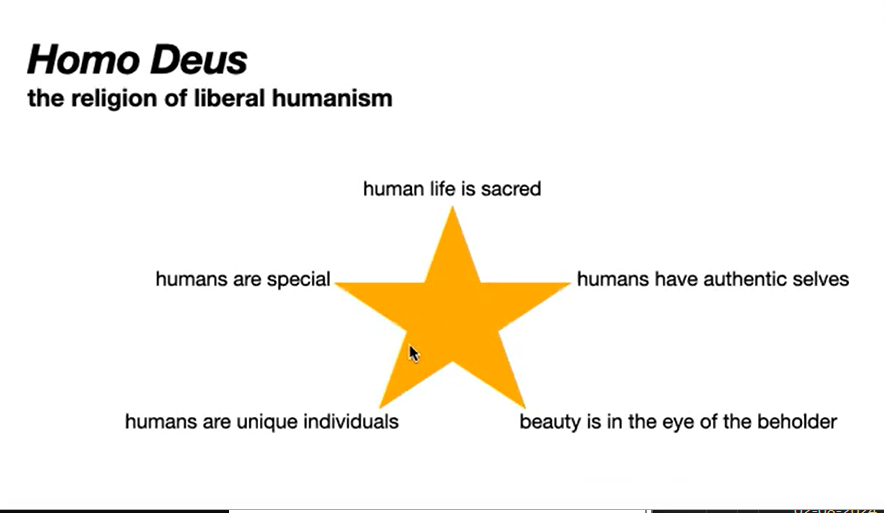 Homo Deus
the religion of liberal humanism
human life is sacred
humans are special
humans have authentic selves
humans are unique individuals
beauty is in the eye of the beholder